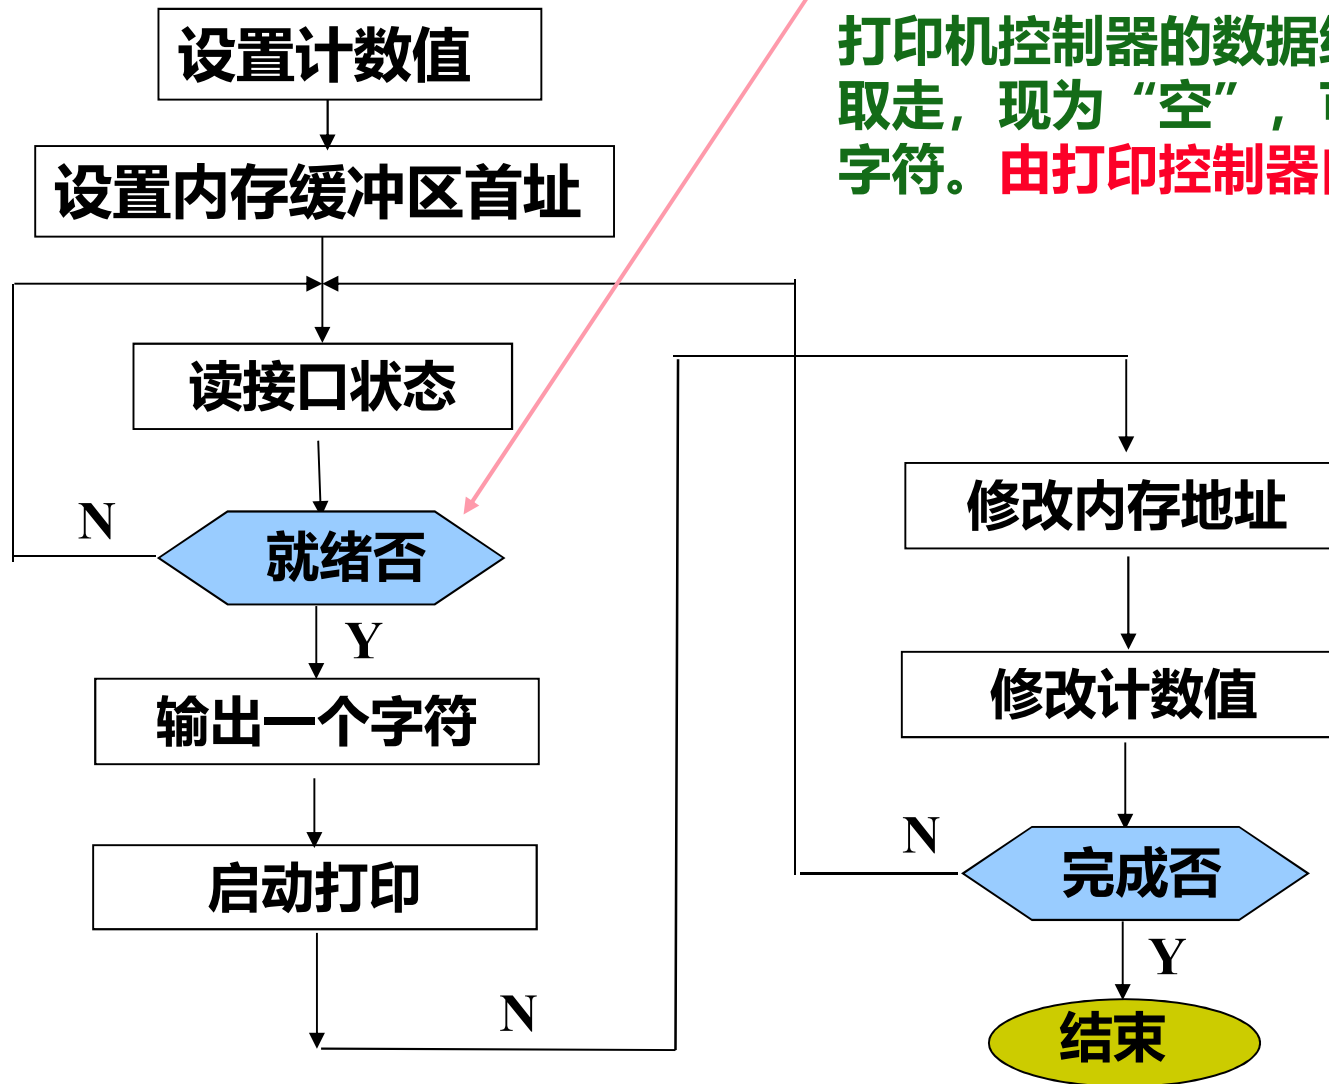 设置计数值
设置内存缓冲区首址
读接口状态
N
就绪否
Y
输出一个字符
启动打印
N
打印机控制器的数据
取走，现为“空”，
字符。由打印控制器
修改内存地址
修改计数值
N
完成否
Y
结束